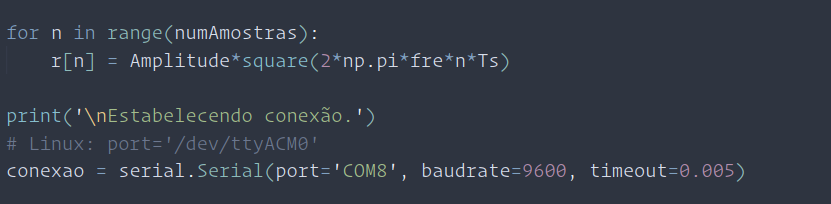 for n in range(numAmostras):
    r[n] = Amplitude*square(2*np.pi*fre*n*Ts)
print('\nEstabelecendo conexão.')
# Linux: port='/dev/ttyACM0'
conexao = serial.Serial(port='COM8', baudrate=9600, timeout=0.005)